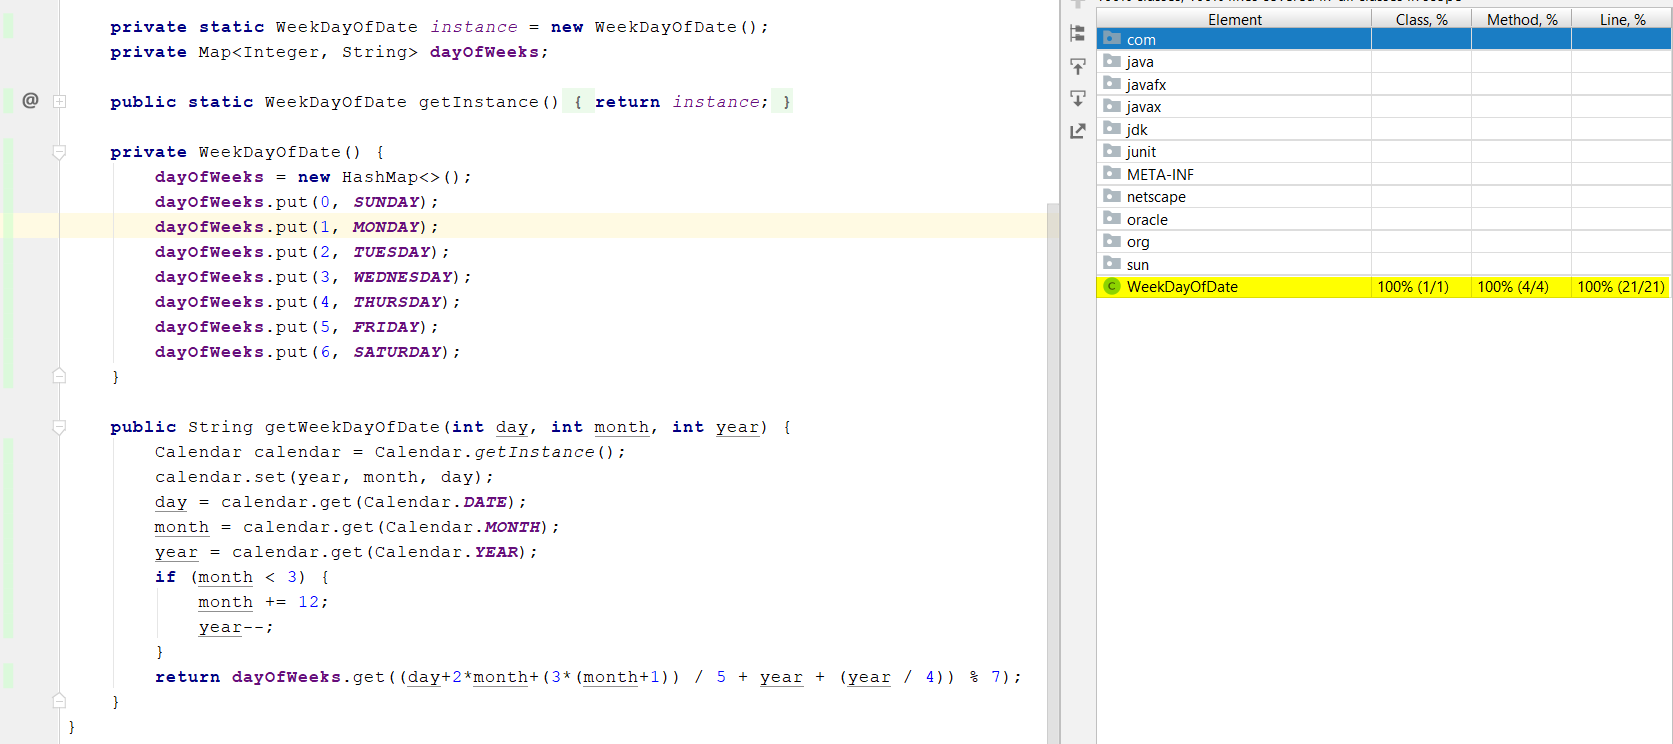 private static WeekDayOfDate instance = new WeekDayOfDate();
private Map<Integer, String> dayOfWeeks;
@
public static WeekDayOfDate getInstance() { return instance; }
private WeekDayOfDate() {
dayOfWeeks = new HashMap<>();
dayOfWeeks.put(0, SUNDAY);
dayOfWeeks.put(1, MONDAY);
dayOfWeeks.put(2, TUESDAY);
dayOfWeeks.put(3, WEDNESDAY);
dayOfWeeks.put(4, THURSDAY);
dayOfWeeks.put(5, FRIDAY);
dayOfWeeks.put(6, SATURDAY);
}
public String getWeekDayOfDate(int day, int month, int year) {
Calendar calendar = Calendar.getInstance();
calendar.set(year, month, day);
day = calendar.get(Calendar.DATE);
month = calendar.get(Calendar.MONTH);
year = calendar.get(Calendar.YEAR);
if (month < 3) {
month += 12;
year--;
}
return dayOfWeeks.get((day+2*month+(3*(month+1)) / 5 + year + (year / 4)) % 7);
}
}
Element Class, % Method, % Line, %
com
java
javafx
javax
jdk
junit
META-INF
netscape
oracle
org
sun
C WeekDayOfDate 100% (1/1) 100% (4/4) 100% (21/21)